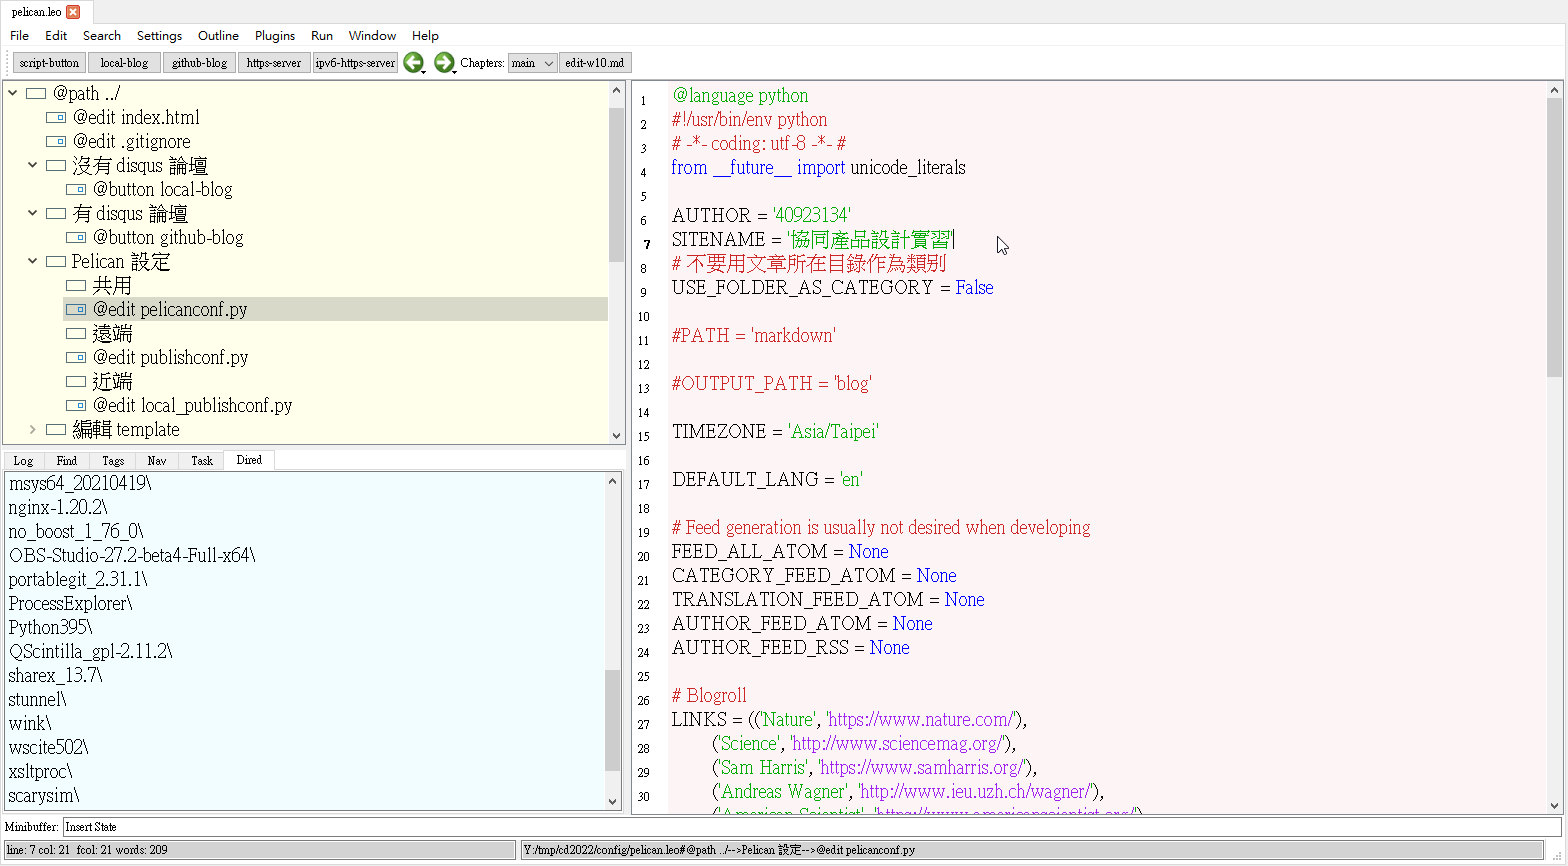 pelican.leo
File Edit Search Settings Outline Plugins Run Window Help
script-button local-blog github-blog https-server ipv6-https-server Chapters: main edit-w10.md
@path ../
@edit index.html
@edit .gitignore
沒有 disqus 論壇
@button local-blog
有 disqus 論壇
@button github-blog
Pelican 設定
共用
@edit pelicanconf.py
遠端
@edit publishconf.py
近端
@edit local_publishconf.py
編輯 template
Log Find Tags Nav Task Dired
msys64_20210419\
nginx-1.20.2\
no_boost_1_76_0\
OBS-Studio-27.2-beta4-Full-x64\
portablegit_2.31.1\
ProcessExplorer\
Python395\
QScintilla_gpl-2.11.2\
sharex_13.7\
stunnel\
wink\
wscite502\
xsltproc\
scarysim\
1 @language python
2 #!/usr/bin/env python
3 # -*- coding: utf-8 -*- #
4 from __future__ import unicode_literals
5
6 AUTHOR = '40923134'
7 SITENAME = '協同產品設計實習'
8 # 不要用文章所在目錄作為類別
9 USE_FOLDER_AS_CATEGORY = False
10
11 #PATH = 'markdown'
12
13 #OUTPUT_PATH = 'blog'
14
15 TIMEZONE = 'Asia/Taipei'
16
17 DEFAULT_LANG = 'en'
18
19 # Feed generation is usually not desired when developing
20 FEED_ALL_ATOM = None
21 CATEGORY_FEED_ATOM = None
22 TRANSLATION_FEED_ATOM = None
23 AUTHOR_FEED_ATOM = None
24 AUTHOR_FEED_RSS = None
25
26 # Blogroll
27 LINKS = (('Nature', 'https://www.nature.com/'),
28 ('Science', 'http://www.sciencemag.org/'),
29 ('Sam Harris', 'https://www.samharris.org/'),
30 ('Andreas Wagner', 'http://www.ieu.uzh.ch/wagner/'),
('American Scientist', 'https://www.americanscientist.org/')
Minibuffer: Insert State
line: 7 col: 21 fcol: 21 words: 209
Y:/tmp/cd2022/config/pelican.leo#@path ../-->Pelican 設定-->@edit pelicanconf.py